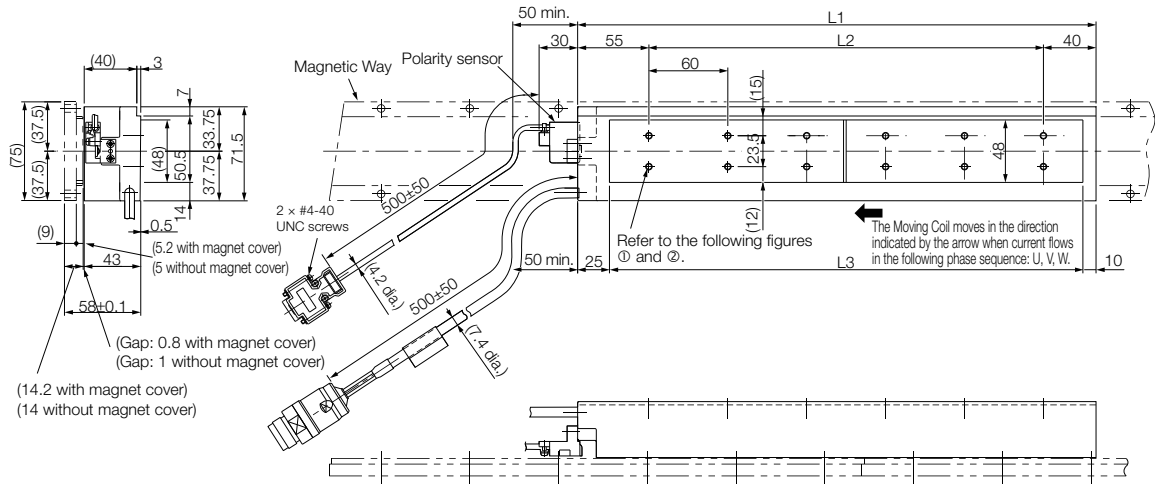 50 min.
L1
30
55
L2
40
(40)
3
Magnetic Way
Polarity sensor
60
(15)
7
(75)
(37.5)
(37.5)
(48)
50.5
33.75
37.75
71.5
14
0.5
23.5
48
(12)
500±50
2 × #4-40
UNC screws
(9)
(5.2 with magnet cover)
(5 without magnet cover)
43
58±0.1
(Gap: 0.8 with magnet cover)
(Gap: 1 without magnet cover)
(14.2 with magnet cover)
(14 without magnet cover)
(4.2 dia.)
500±50
(7.4 dia.)
50 min.
25
L3
10
Refer to the following figures
① and ②.
The Moving Coil moves in the direction
indicated by the arrow when current flows
in the following phase sequence: U, V, W.